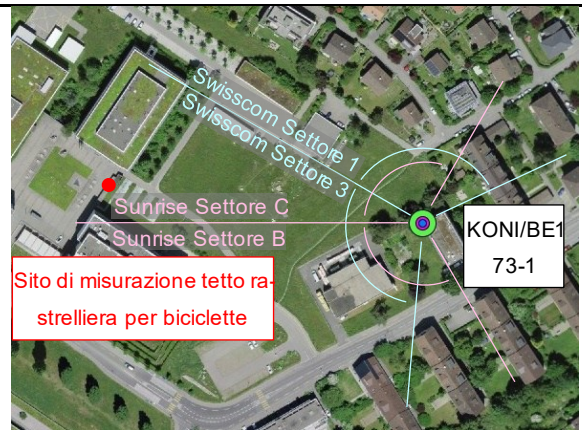 Swisscom Settore 1
Swisscom Settore 3
Sunrise Settore C
Sunrise Settore B
KONI/BE1
73-1
Sito di misurazione tetto ra-
strelliera per biciclette